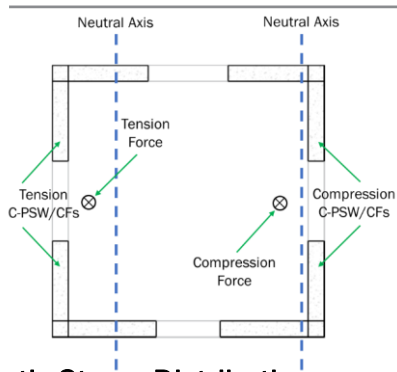 Neutral Axis Neutral Axis
Tension
Force
Tension
C-PSW/CFs
Compression
C-PSW/CFs
Compression
Force